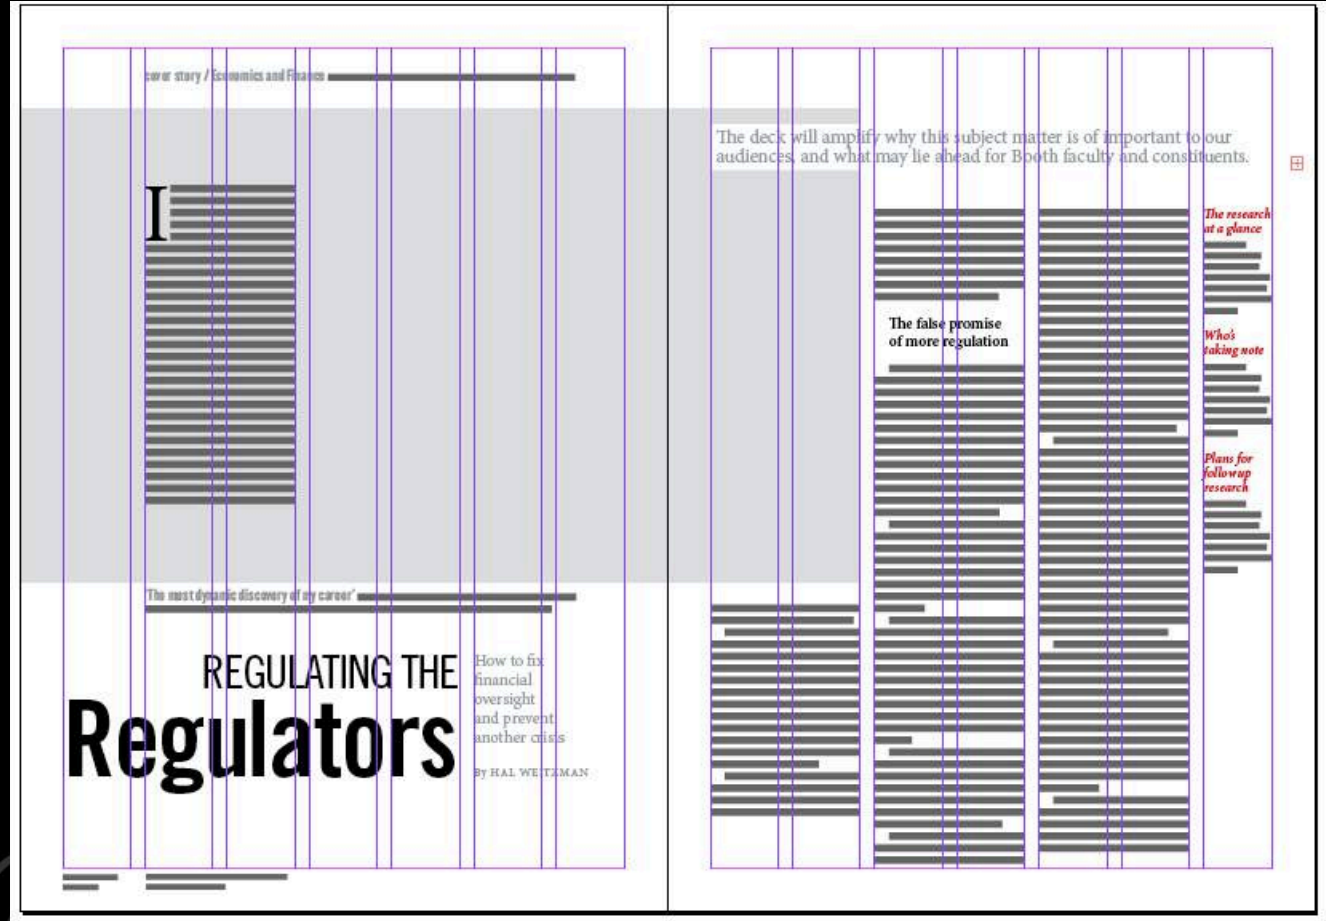 cover story / Economics and Finance
I
'The most dynamic discovery of my career'
REGULATING THE
Regulators
How to fix
financial
oversight
and prevent
another crisis
By HAL WEITZMAN
The deck will amplify why this subject matter is of important to our
audiences, and what may lie ahead for Booth faculty and constituents.
The false promise
of more regulation
The research
at a glance
Who's
taking note
Plans for
followup
research